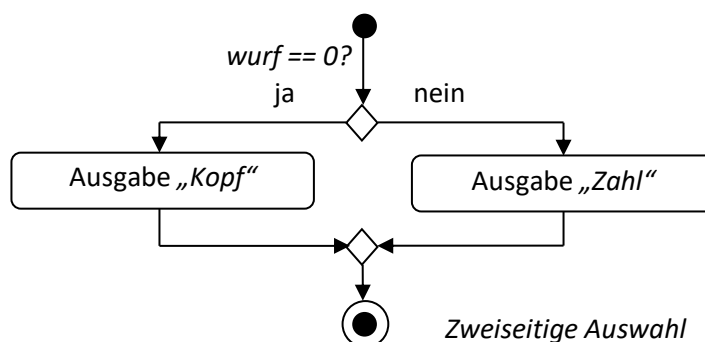 wurf == 0?
ja
nein
Ausgabe „Kopf“
Ausgabe „Zahl“
Zweiseitige Auswahl